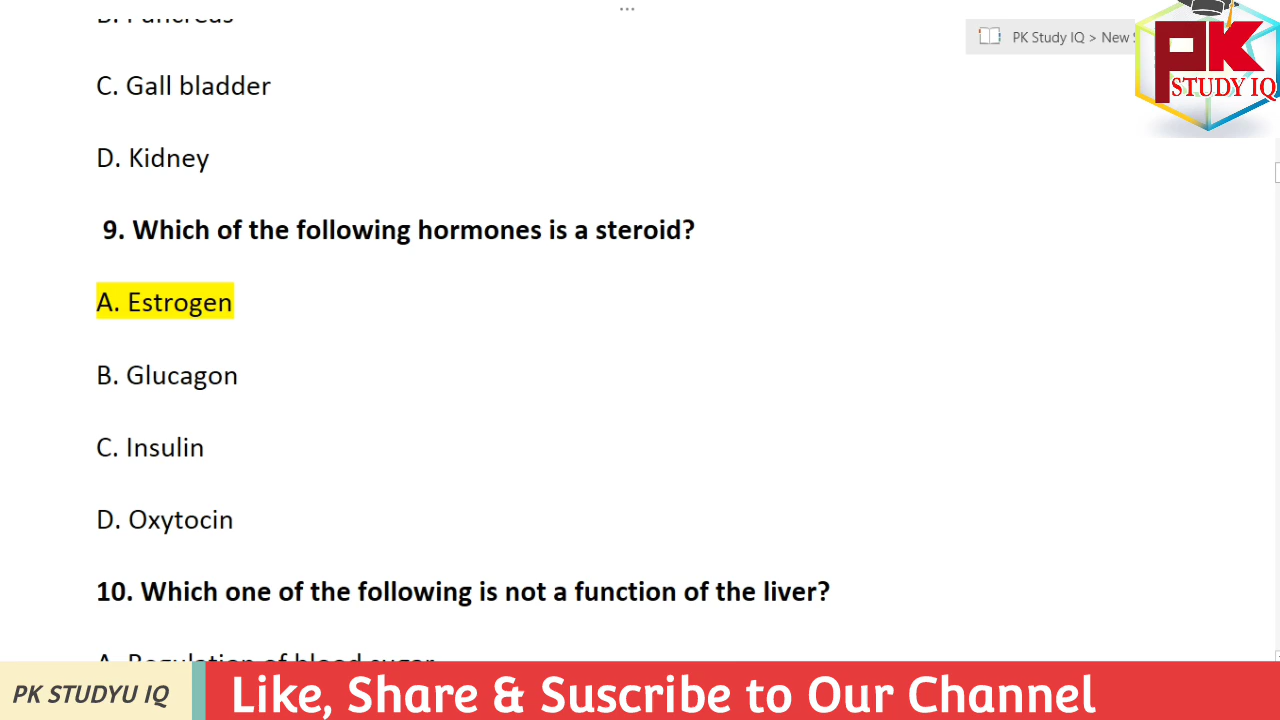 B. Pancreas
PK Study IQ > New
C. Gall bladder
PK
STUDY IQ
D. Kidney
9. Which of the following hormones is a steroid?
A. Estrogen
B. Glucagon
C. Insulin
D. Oxytocin
10. Which one of the following is not a function of the liver?
A. Regulation of blood sugar
PK STUDYU IQ
Like, Share & Suscribe to Our Channel